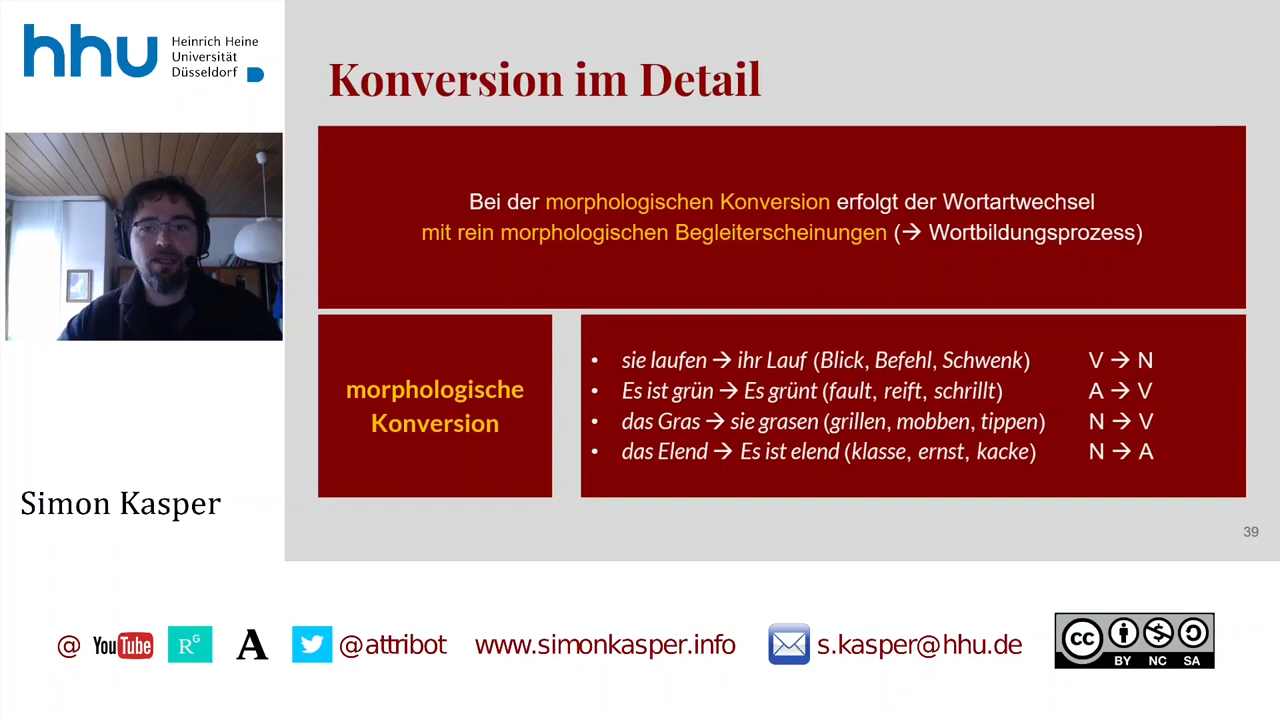 hhu Heinrich Heine
Universität
Düsseldorf
Konversion im Detail
Bei der morphologischen Konversion erfolgt der Wortartwechsel
mit rein morphologischen Begleiterscheinungen (→ Wortbildungsprozess)
morphologische
Konversion
• sie laufen → ihr Lauf (Blick, Befehl, Schwenk) V → N
• Es ist grün → Es grünt (fault, reift, schrillt) A → V
• das Gras → sie grasen (grillen, mobben, tippen) N → V
• das Elend → Es ist elend (klasse, ernst, kacke) N → A
Simon Kasper
39
@ YouTube RG A @attribot www.simonkasper.info s.kasper@hhu.de cc
BY NC SA